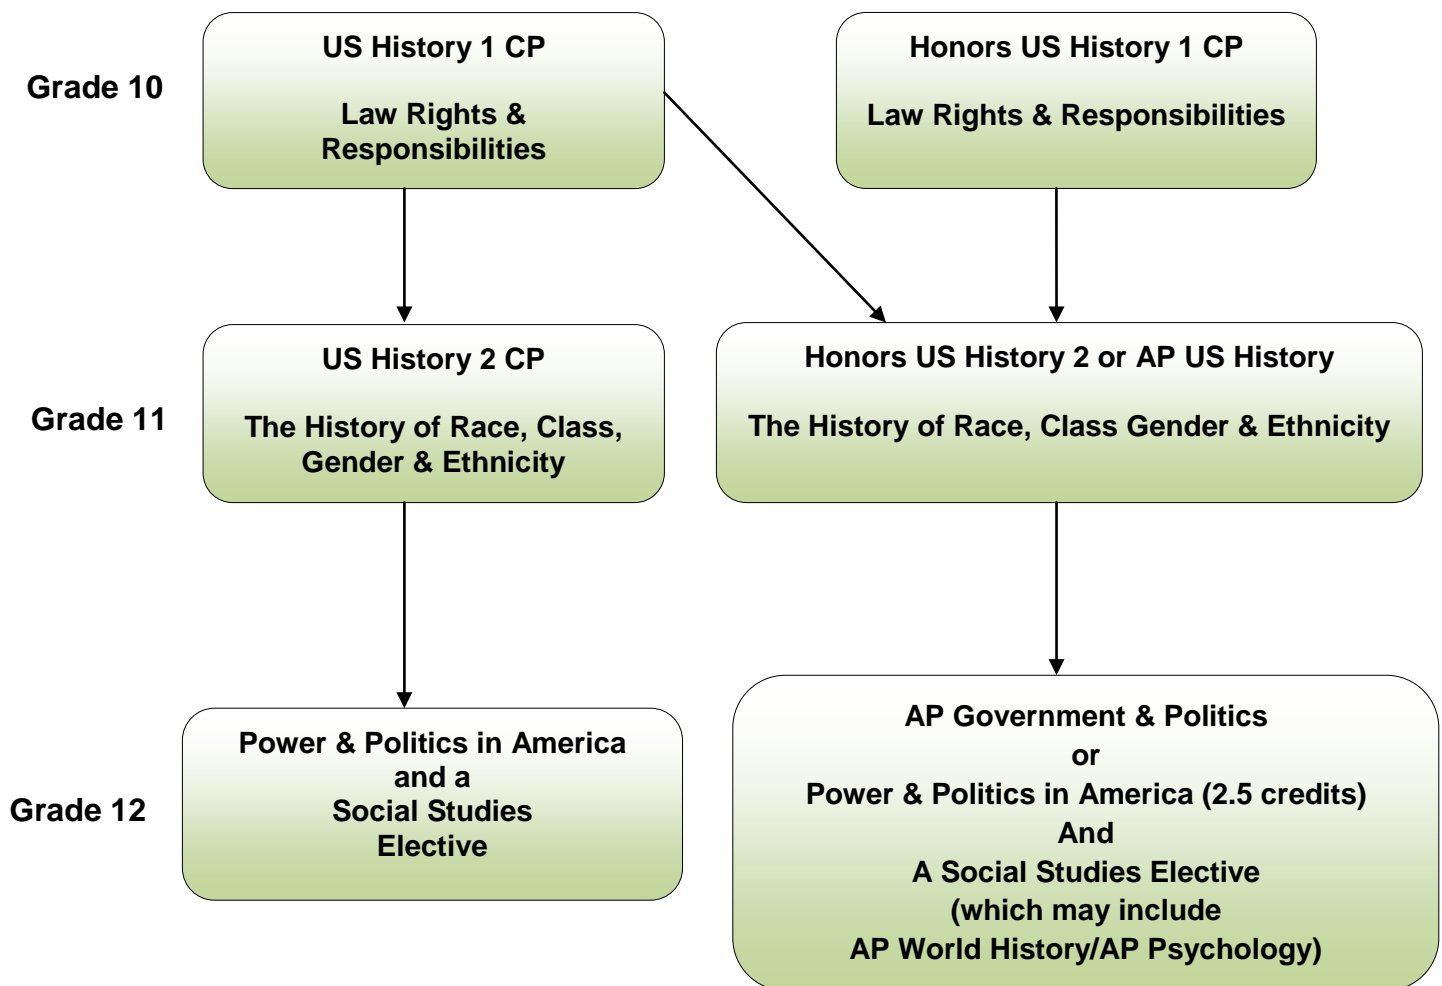 Grade 10
US History 1 CP
Law Rights &
Responsibilities
Honors US History 1 CP
Law Rights & Responsibilities
Grade 11
US History 2 CP
The History of Race, Class,
Gender & Ethnicity
Honors US History 2 or AP US History
The History of Race, Class Gender & Ethnicity
Grade 12
Power & Politics in America
and a
Social Studies
Elective
AP Government & Politics
or
Power & Politics in America (2.5 credits)
And
A Social Studies Elective
(which may include
AP World History/AP Psychology)